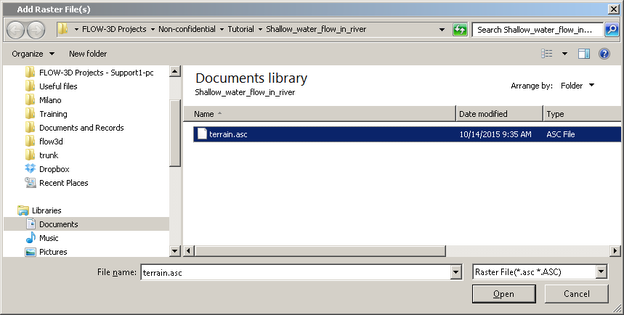 Add Raster File(s)
FLOW-3D Projects Non-confidential Tutorial Shallow_water_flow_in_river
Search Shallow_water_flow_in_...
Organize New folder
FLOW-3D Projects - Support1-pc
Useful files
Milano
Training
Documents and Records
flow3d
trunk
Dropbox
Recent Places
Libraries
Documents
Music
Pictures
Documents library
Shallow_water_flow_in_river
Arrange by: Folder
Name Date modified Type
terrain.asc 10/14/2015 9:35 AM ASC File
File name: terrain.asc Raster File(*.asc *.ASC)
Open Cancel